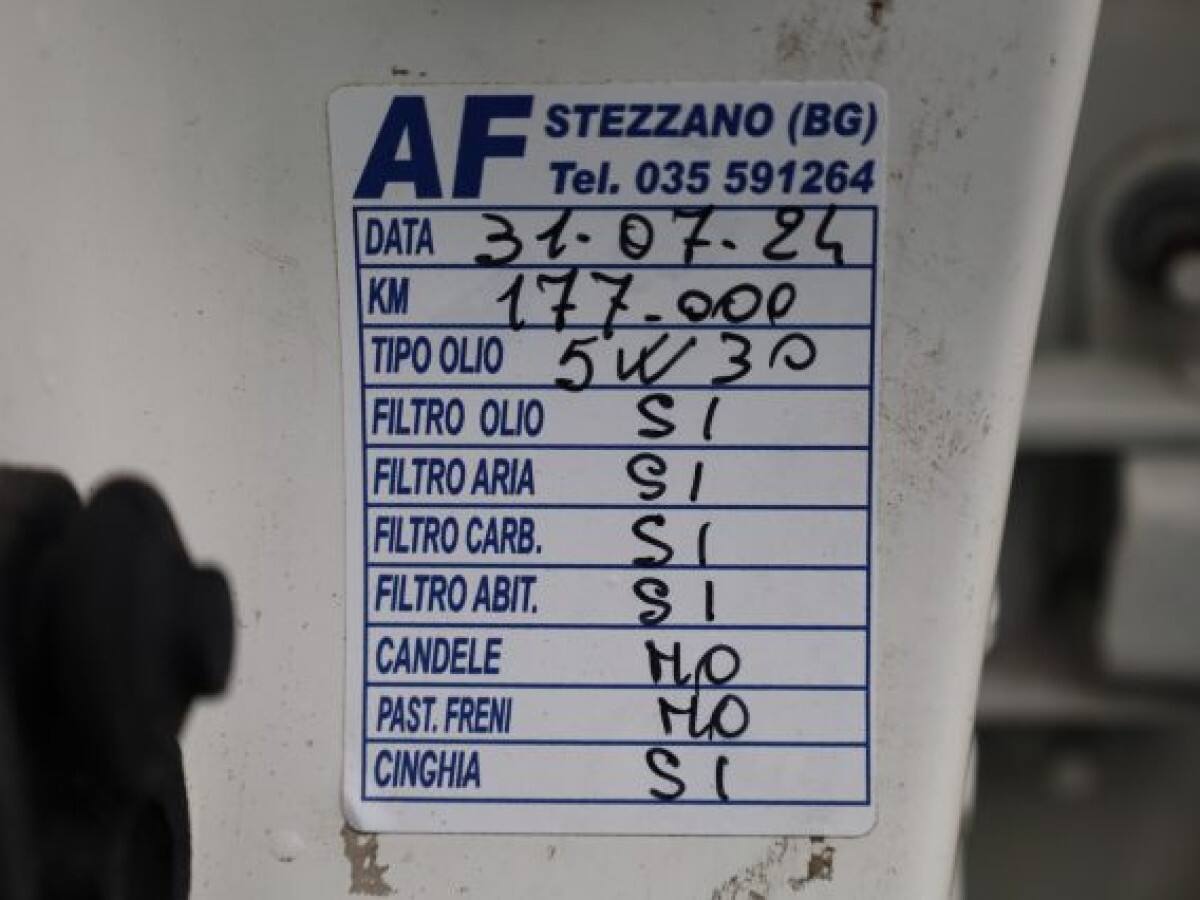 AF STEZZANO (BG)
Tel. 035 591264
DATA 31-07-24
KM 177.000
TIPO OLIO 5W30
FILTRO OLIO SI
FILTRO ARIA SI
FILTRO CARB. SI
FILTRO ABIT. SI
CANDELE NO
PAST. FRENI NO
CINGHIA SI